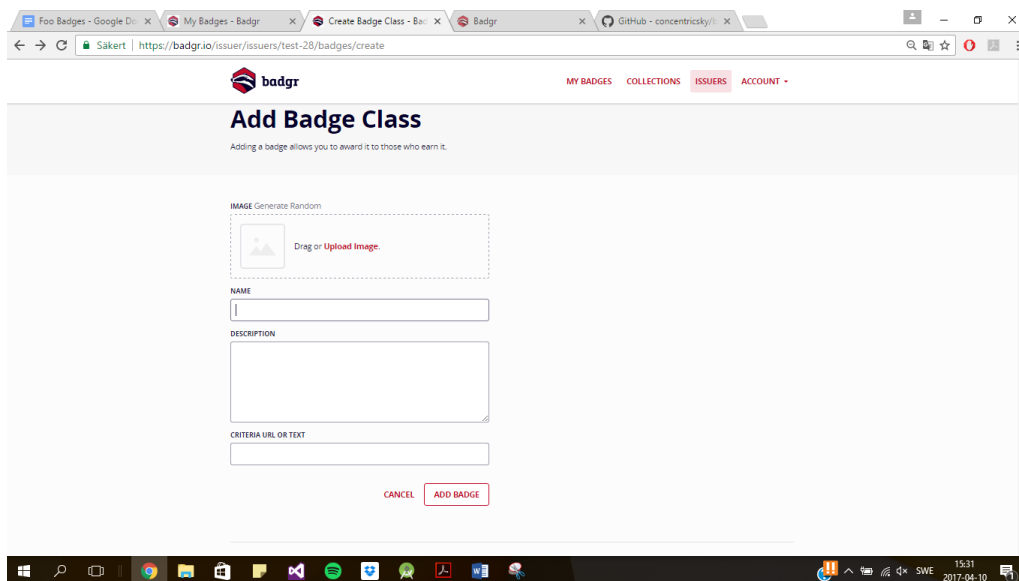 Foo Badges - Google Do
My Badges - Badgr
Create Badge Class - Bad
Badgr
GitHub - concentricsky/b
Säkert
https://badgr.io/issuer/issuers/test-28/badges/create
badgr
MY BADGES
COLLECTIONS
ISSUERS
ACCOUNT
Add Badge Class
Adding a badge allows you to award it to those who earn it.
IMAGE Generate Random
Drag or Upload Image.
NAME
DESCRIPTION
CRITERIA URL OR TEXT
CANCEL
ADD BADGE
SWE
15:31
2017-04-10